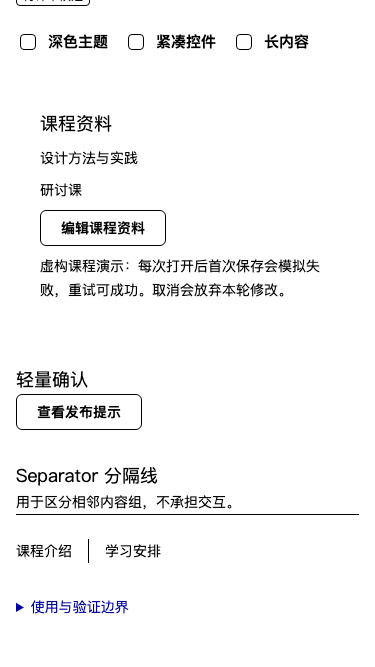 深色主题 紧凑控件 长内容
课程资料
设计方法与实践
研讨课
编辑课程资料
虚构课程演示：每次打开后首次保存会模拟失
败，重试可成功。取消会放弃本轮修改。
轻量确认
查看发布提示
Separator 分隔线
用于区分相邻内容组，不承担交互。
课程介绍 学习安排
使用与验证边界